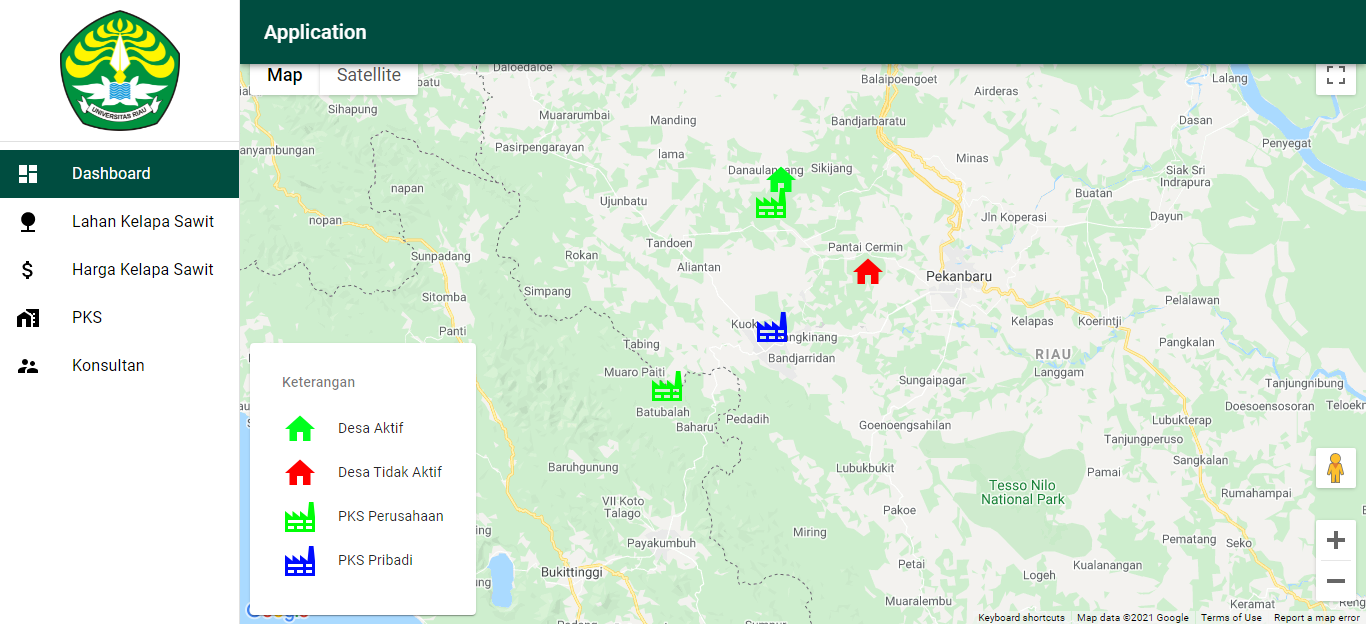 UNIVERSITAS RIAU
Application
Dashboard
Lahan Kelapa Sawit
Harga Kelapa Sawit
PKS
Konsultan
Map
Satellite
Daloedaloe
Balaipoengoet
Lalang
Airderas
Sihapung
Muararumbai
Manding
Bandjarbaratu
Dasan
Penyegat
anyambungan
Pasirpengarayan
lama
Minas
Danaulantjang
Sikijang
Siak Sri
Indrapura
napan
Ujunbatu
Buatan
nopan
Jln Koperasi
Dayun
Tandoen
Pantai Cermin
Sunpadang
Rokan
Aliantan
Pekanbaru
Sitomba
Simpang
Pelalawan
Panti
Kelapas
Koerintji
Tabing
Bandjarridan
RIAU
Langgam
Pangkalan
Muaro Paiti
Sungaipagar
Tanjungnibung
Batubalah
Baharu
Pedadih
Goenoengsahilan
Doesoensosoran
Lubukterap
Tanjungperuso
Baruhgunung
Lubukbukit
Pamai
Sangkalan
Tesso Nilo
National Park
Rumahampai
VII Koto
Talago
Pakoe
Payakumbuh
Miring
Pematang
Seko
Bukittinggi
Petai
Logeh
Kualanangan
Muaralembu
Keramat
Padang
Keterangan
Desa Aktif
Desa Tidak Aktif
PKS Perusahaan
PKS Pribadi
Google
Keyboard shortcuts
Map data ©2021 Google
Terms of Use
Report a map error